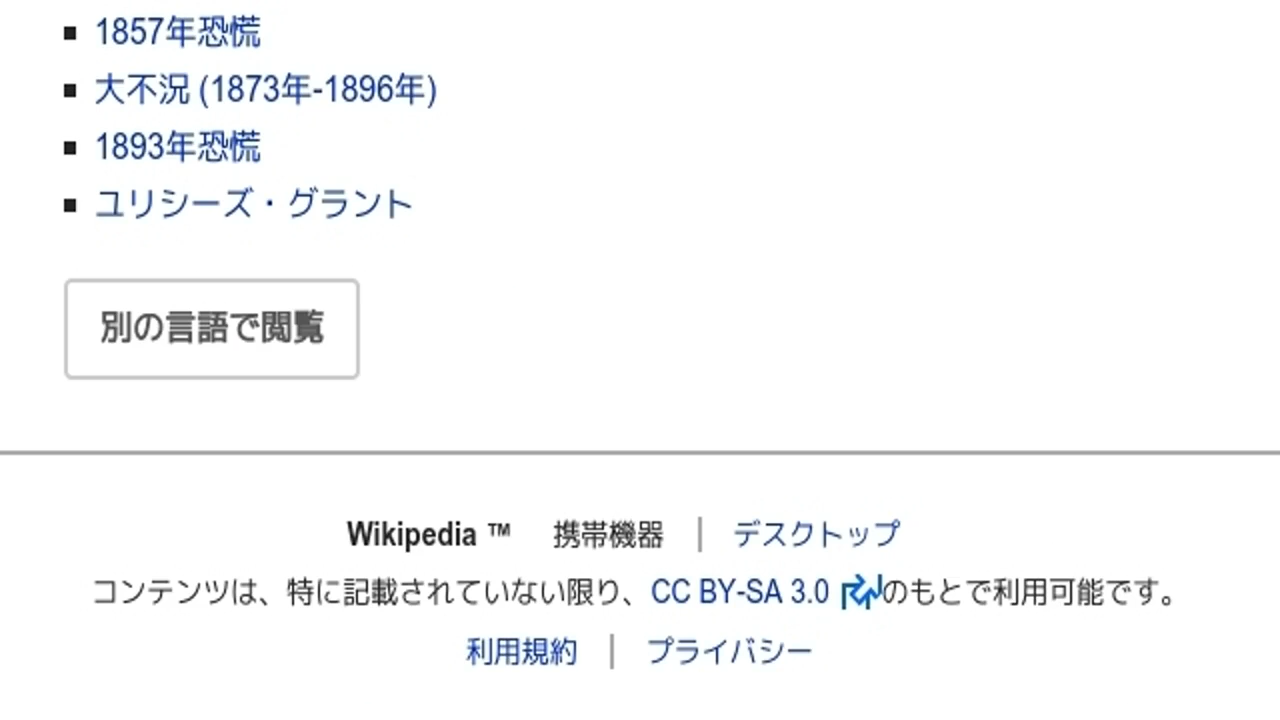 1857年恐慌
大不況 (1873年-1896年)
1893年恐慌
ユリシーズ・グラント
別の言語で閲覧
Wikipedia ™ 携帯機器 | デスクトップ
コンテンツは、特に記載されていない限り、CC BY-SA 3.0 のもとで利用可能です。
利用規約 | プライバシー